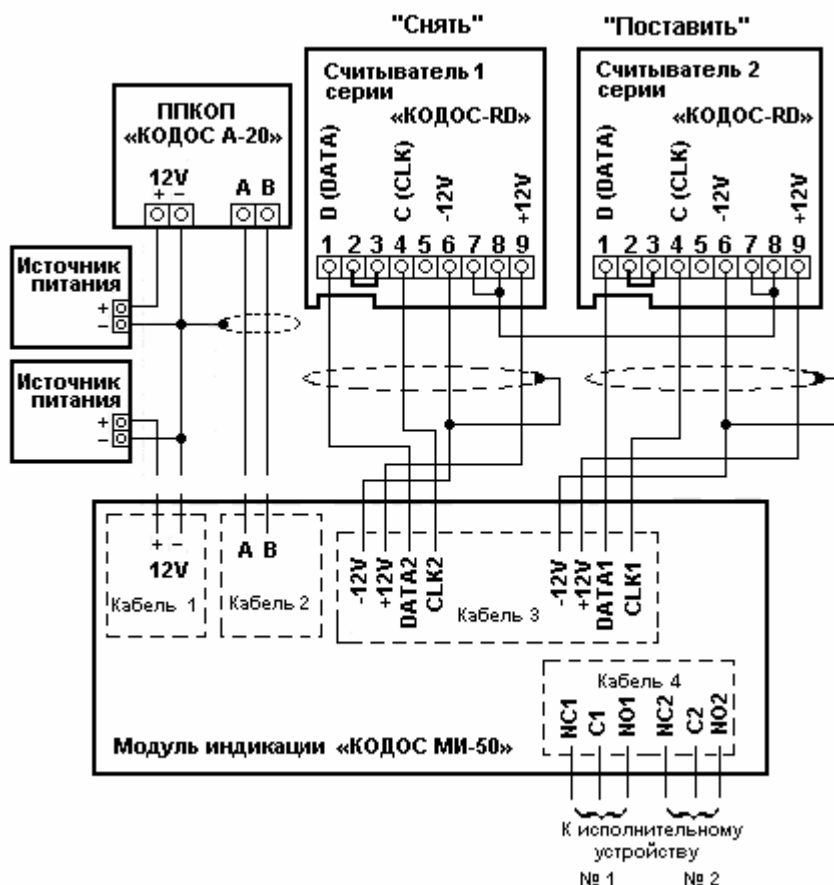 "Снять"
"Поставить"
ППКОП
«КОДОС А-20»
12V
+ −
A B
Считыватель 1
серии
«КОДОС-RD»
D (DATA)
C (CLK)
-12V
+12V
1 2 3 4 5 6 7 8 9
Считыватель 2
серии
«КОДОС-RD»
D (DATA)
C (CLK)
-12V
+12V
1 2 3 4 5 6 7 8 9
Источник
питания
+
−
Источник
питания
+
−
+ −
12V
Кабель 1
A B
Кабель 2
-12V
+12V
DATA2
CLK2
Кабель 3
-12V
+12V
DATA1
CLK1
Кабель 4
NC1
C1
NO1
NC2
C2
NO2
Модуль индикации «КОДОС МИ-50»
К исполнительному
устройству
№ 1 № 2